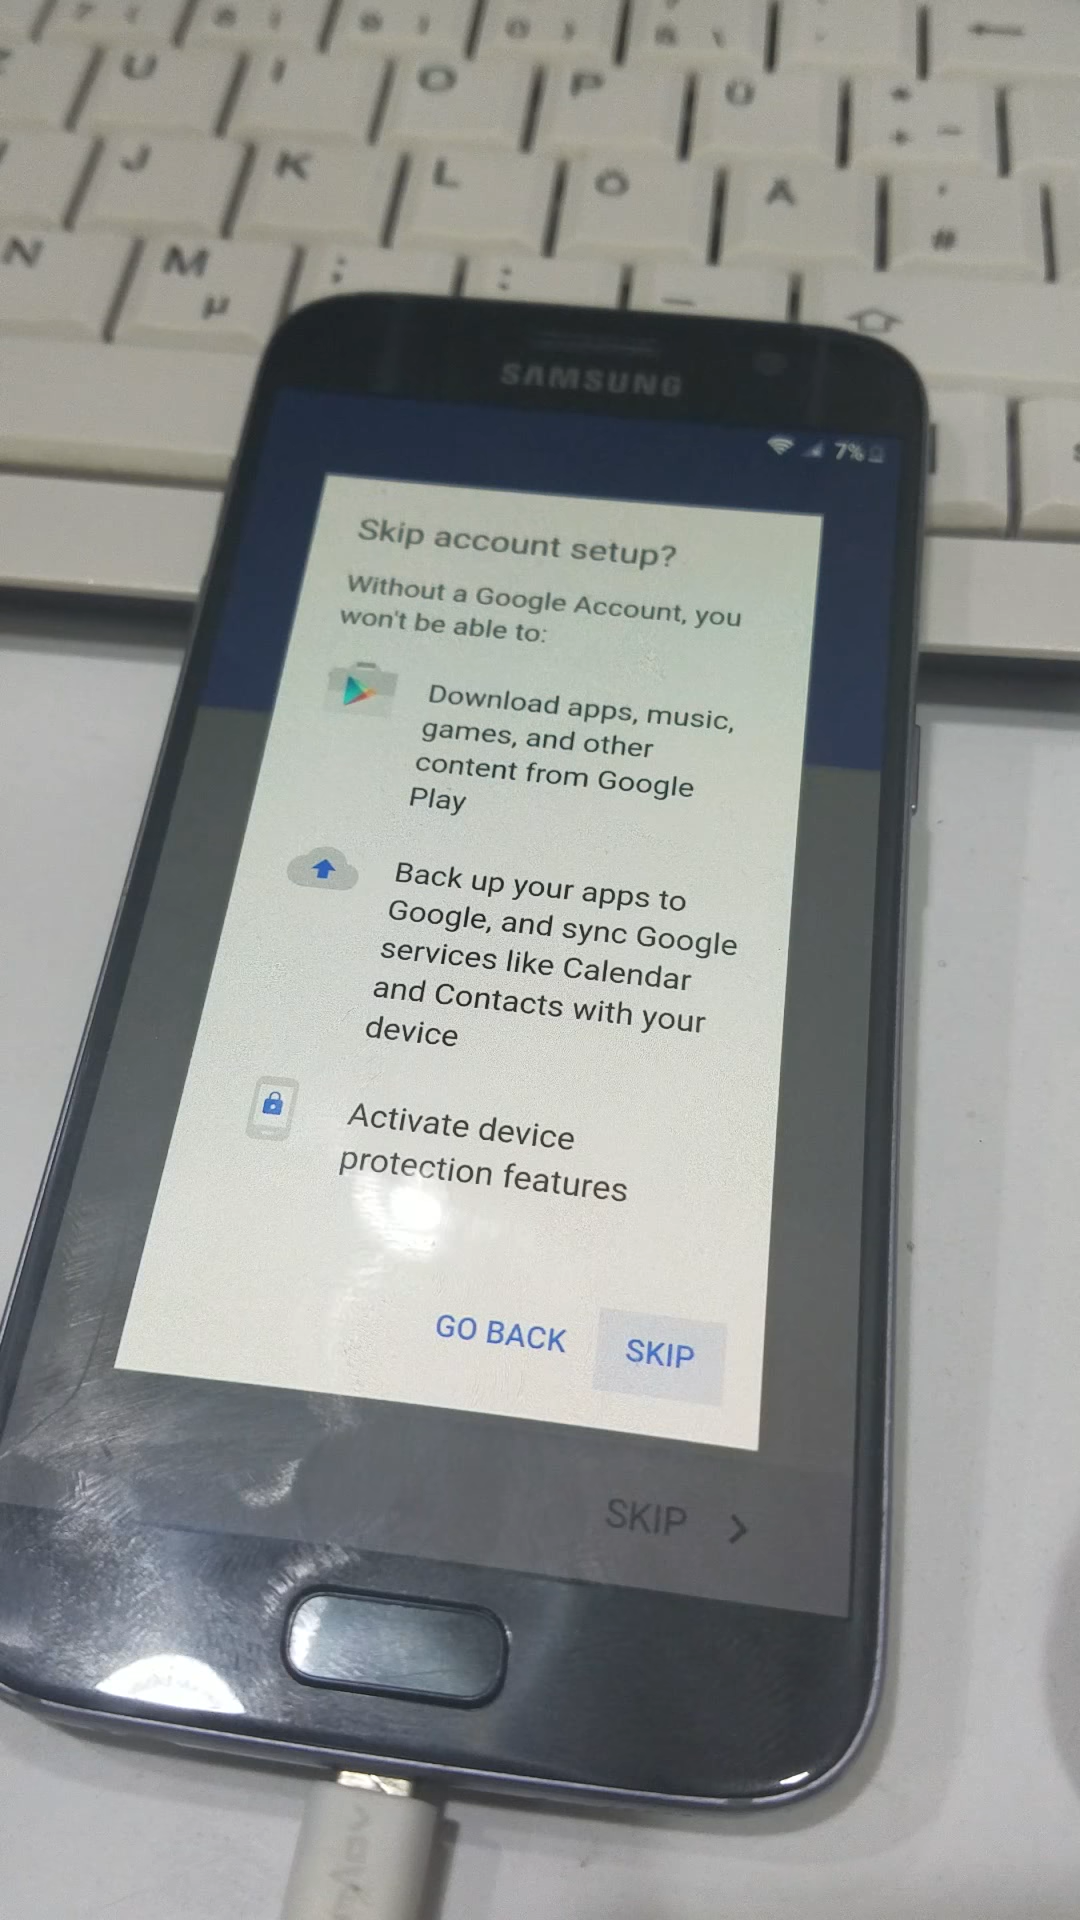 U I O P Ü * + ~
J K L Ö Ä ' #
N M ; : _
µ
SAMSUNG
7%
Skip account setup?
Without a Google Account, you
won't be able to:
Download apps, music,
games, and other
content from Google
Play
Back up your apps to
Google, and sync Google
services like Calendar
and Contacts with your
device
Activate device
protection features
GO BACK SKIP
SKIP